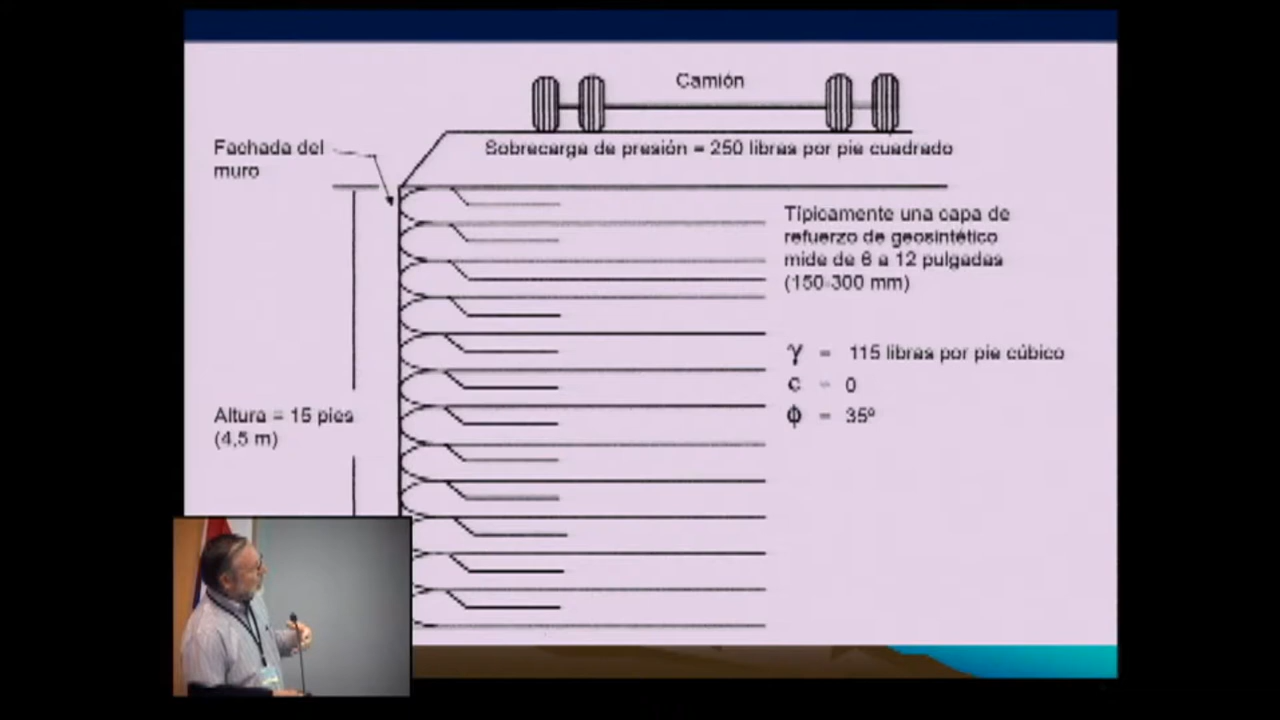 Camión
Sobrecarga de presión = 250 libras por pie cuadrado
Fachada del
muro
Típicamente una capa de
refuerzo de geosintético
mide de 6 a 12 pulgadas
(150-300 mm)
γ = 115 libras por pie cúbico
c = 0
ϕ = 35º
Altura = 15 pies
(4,5 m)